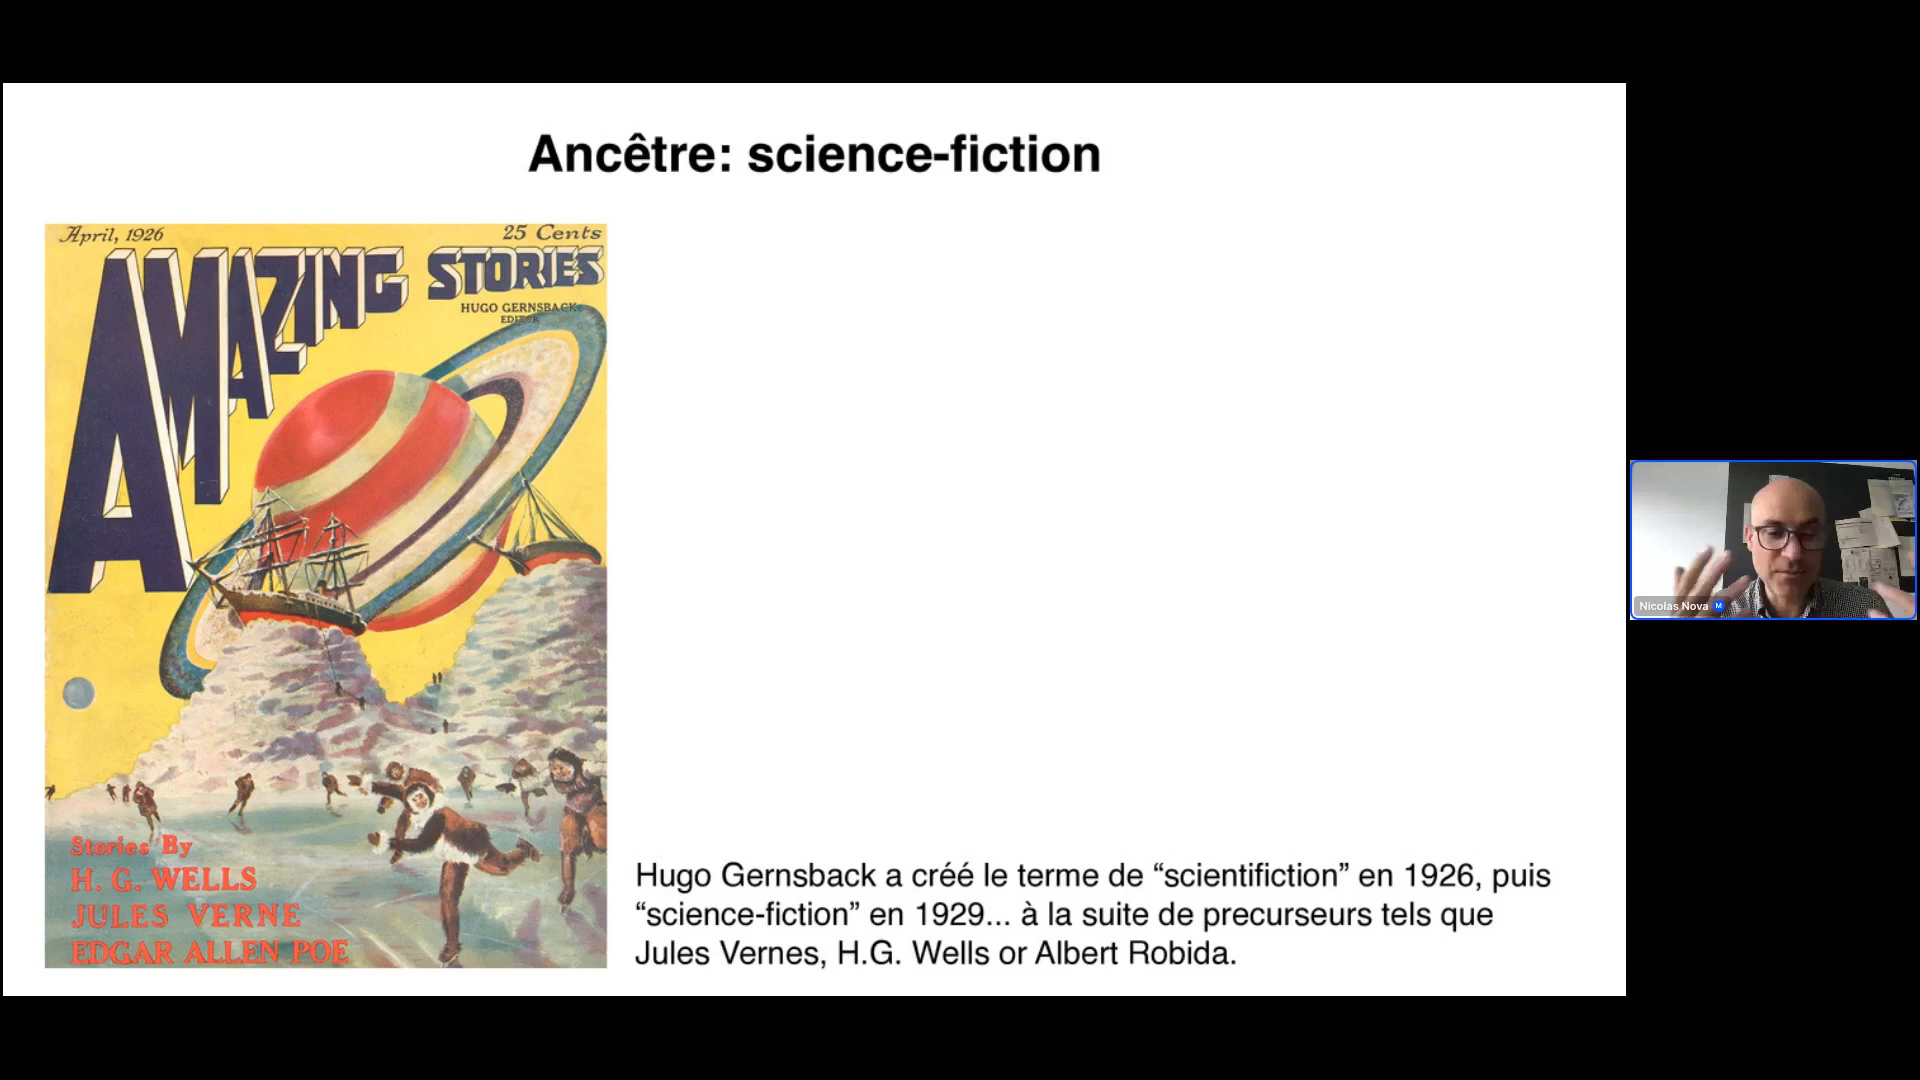 Ancêtre: science-fiction
April, 1926
25 Cents
AMAZING STORIES
HUGO GERNSBACK
EDITOR
Stories By
H. G. WELLS
JULES VERNE
EDGAR ALLEN POE
Hugo Gernsback a créé le terme de “scientifiction” en 1926, puis
“science-fiction” en 1929... à la suite de precurseurs tels que
Jules Vernes, H.G. Wells or Albert Robida.
Nicolas Nova M